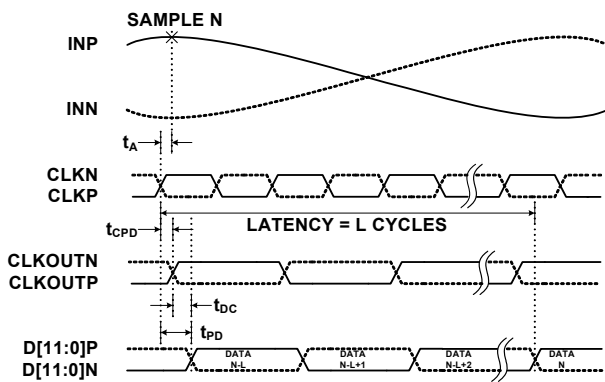 SAMPLE N
INP
INN
tA
CLKN
CLKP
tCPD
LATENCY = L CYCLES
CLKOUTN
CLKOUTP
tDC
tPD
D[11:0]P
D[11:0]N
DATA
N-L
DATA
N-L+1
DATA
N-L+2
DATA
N